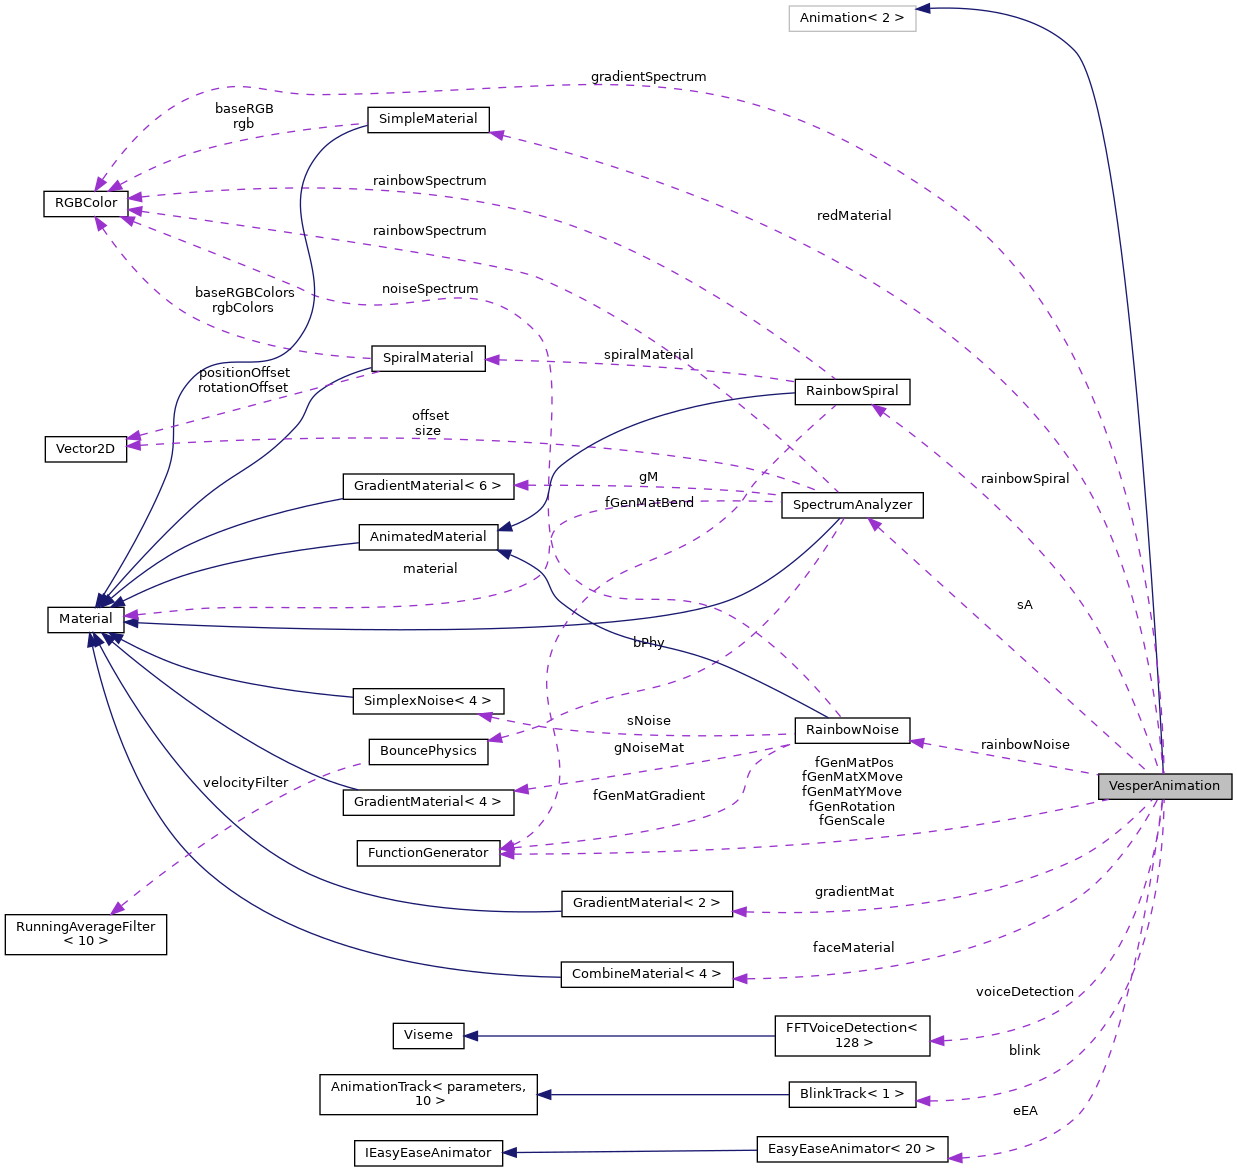 Animation< 2 >
gradientSpectrum
baseRGB
rgb
SimpleMaterial
rainbowSpectrum
RGBColor
redMaterial
rainbowSpectrum
noiseSpectrum
baseRGBColors
rgbColors
SpiralMaterial
spiralMaterial
positionOffset
rotationOffset
RainbowSpiral
offset
size
Vector2D
gM
rainbowSpiral
GradientMaterial< 6 >
fGenMatBend
SpectrumAnalyzer
AnimatedMaterial
material
sA
Material
bPhy
SimplexNoise< 4 >
sNoise
RainbowNoise
rainbowNoise
gNoiseMat
BouncePhysics
fGenMatPos
fGenMatXMove
fGenMatYMove
fGenRotation
fGenScale
velocityFilter
VesperAnimation
fGenMatGradient
GradientMaterial< 4 >
FunctionGenerator
gradientMat
GradientMaterial< 2 >
RunningAverageFilter
< 10 >
faceMaterial
CombineMaterial< 4 >
voiceDetection
Viseme
FFTVoiceDetection<
128 >
blink
AnimationTrack< parameters,
10 >
BlinkTrack< 1 >
eEA
IEasyEaseAnimator
EasyEaseAnimator< 20 >